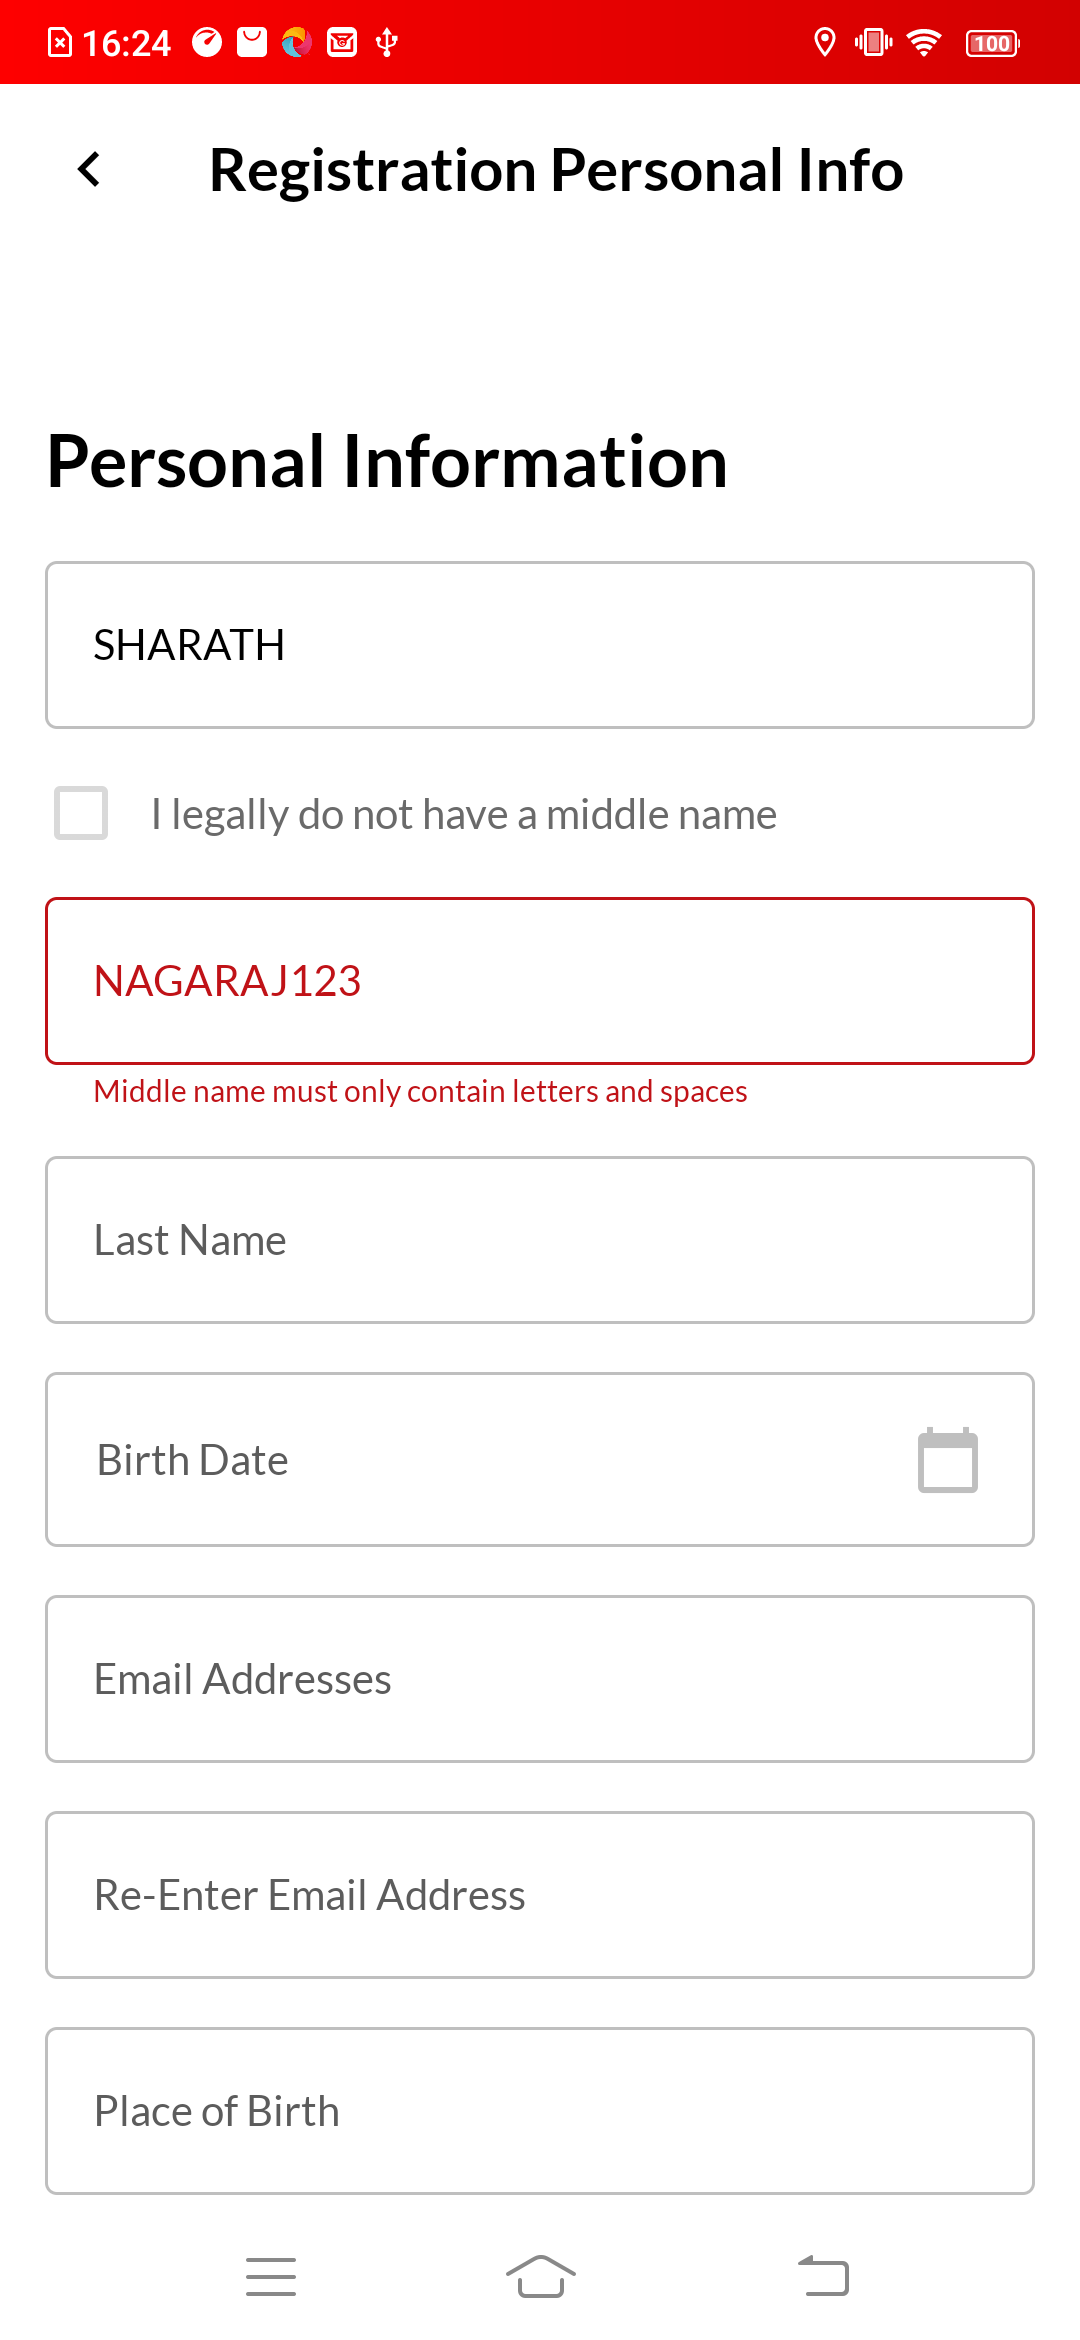 16:24
100
Registration Personal Info
Personal Information
SHARATH
I legally do not have a middle name
NAGARAJ123
Middle name must only contain letters and spaces
Last Name
Birth Date
Email Addresses
Re-Enter Email Address
Place of Birth